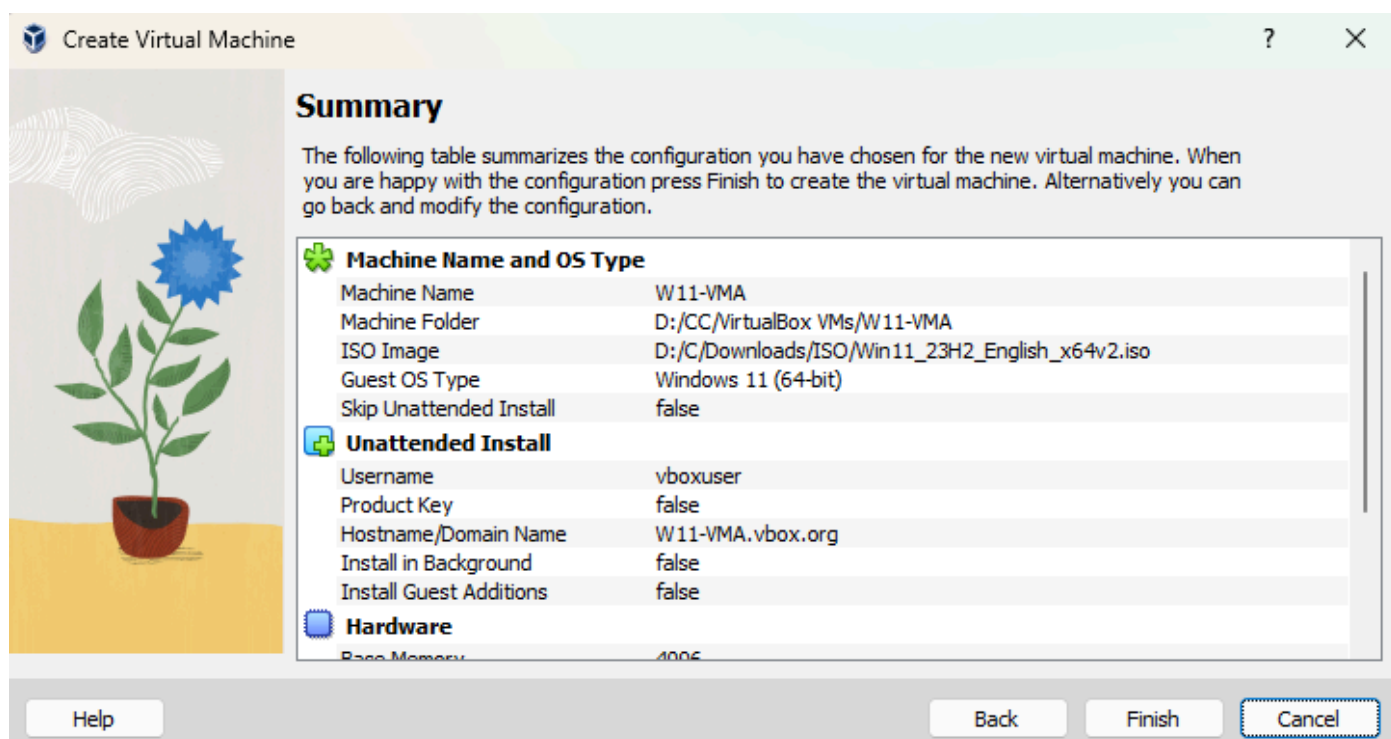 Create Virtual Machine ?
Summary
The following table summarizes the configuration you have chosen for the new virtual machine. When
you are happy with the configuration press Finish to create the virtual machine. Alternatively you can
go back and modify the configuration.
Machine Name and OS Type
Machine Name W11-VMA
Machine Folder D:/CC/VirtualBox VMs/W11-VMA
ISO Image D:/C/Downloads/ISO/Win11_23H2_English_x64v2.iso
Guest OS Type Windows 11 (64-bit)
Skip Unattended Install false
Unattended Install
Username vboxuser
Product Key false
Hostname/Domain Name W11-VMA.vbox.org
Install in Background false
Install Guest Additions false
Hardware
Base Memory
Help Back Finish Cancel